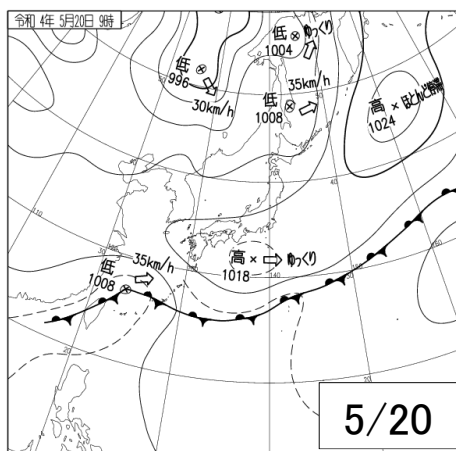 令和 4年 5月20日 9時
低
1004
ゆっくり
低
996
30km/h
35km/h
低
1008
高
1024
ほとんど停滞
35km/h
低
1008
高
1018
ゆっくり
5/20